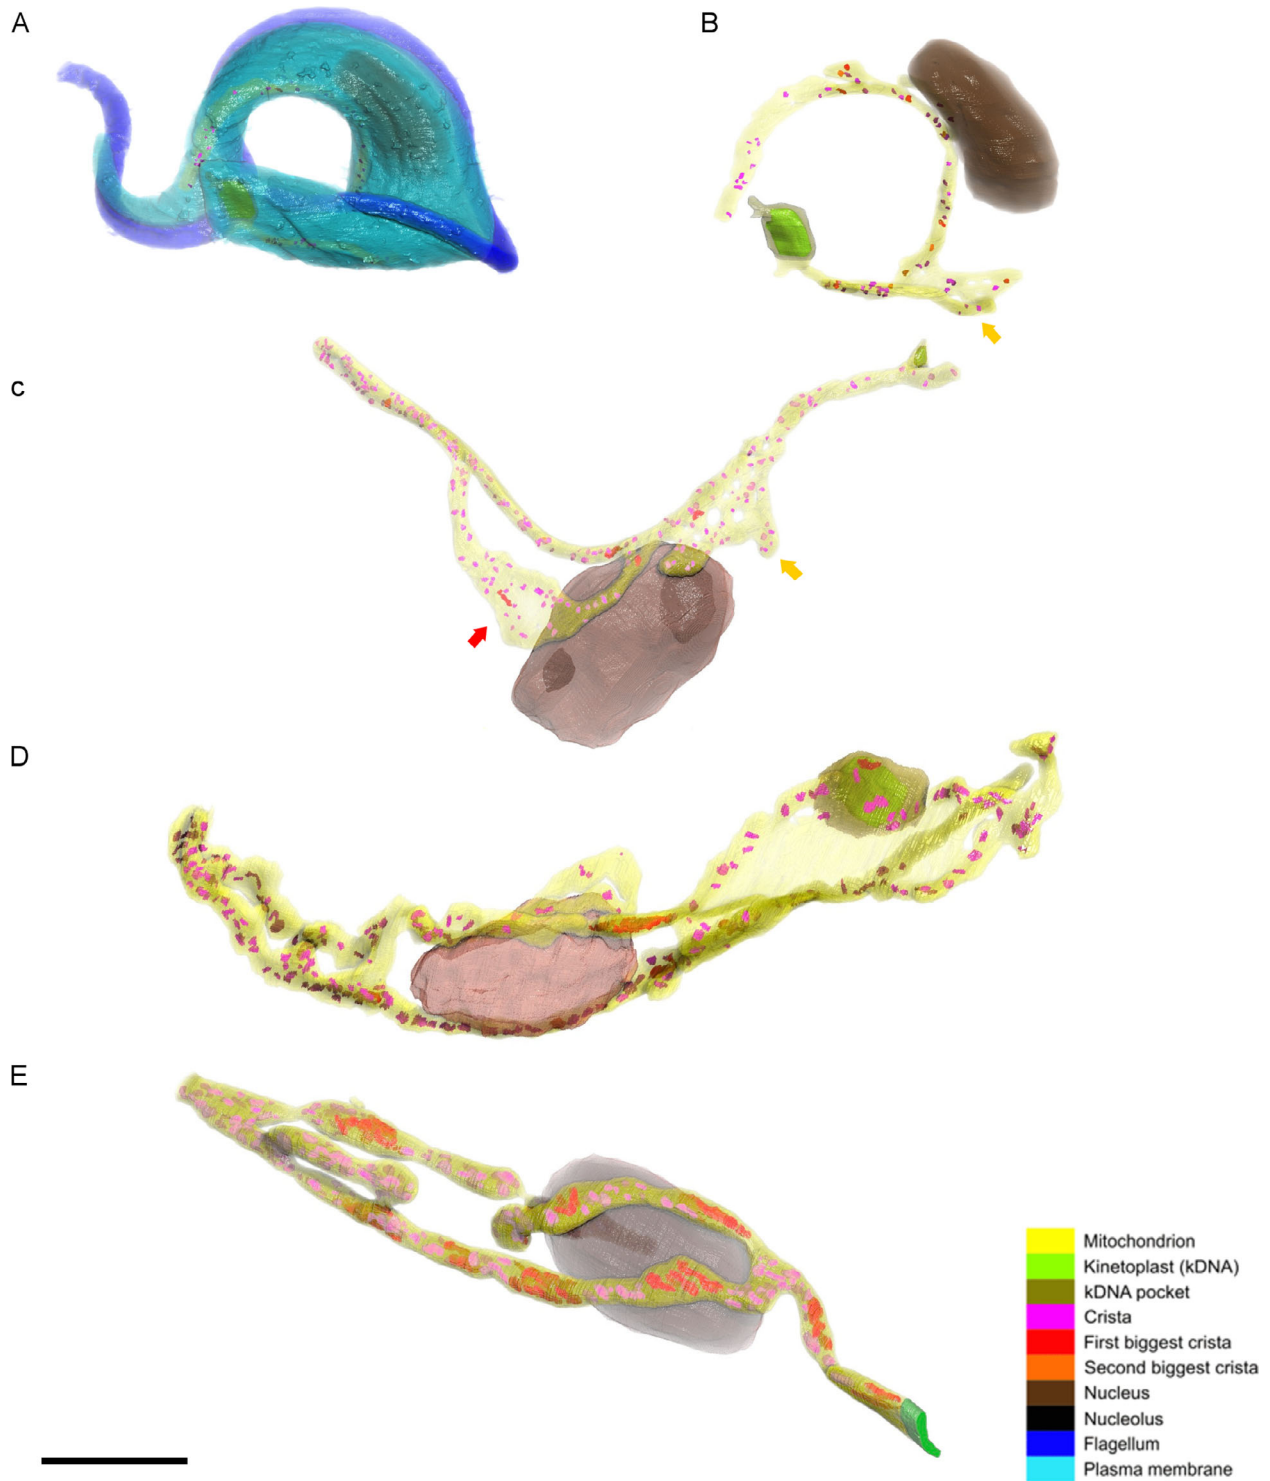 A
B
c
D
E
Mitochondrion
Kinetoplast (kDNA)
kDNA pocket
Crista
First biggest crista
Second biggest crista
Nucleus
Nucleolus
Flagellum
Plasma membrane